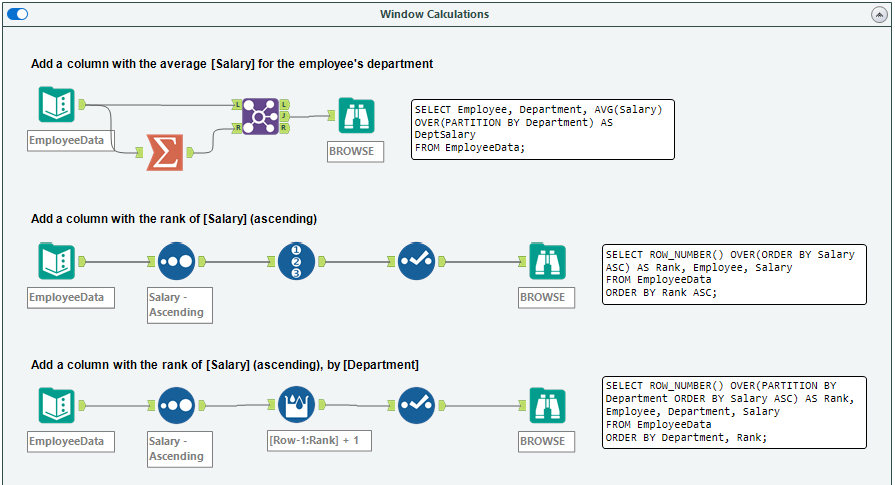 Window Calculations
Add a column with the average [Salary] for the employee's department
L
R
L
J
R
EmployeeData
Σ
BROWSE
SELECT Employee, Department, AVG(Salary)
OVER(PARTITION BY Department) AS
DeptSalary
FROM EmployeeData;
Add a column with the rank of [Salary] (ascending)
1
2
3
EmployeeData
Salary -
Ascending
BROWSE
SELECT ROW_NUMBER() OVER(ORDER BY Salary
ASC) AS Rank, Employee, Salary
FROM EmployeeData
ORDER BY Rank ASC;
Add a column with the rank of [Salary] (ascending), by [Department]
EmployeeData
Salary -
Ascending
[Row-1:Rank] + 1
BROWSE
SELECT ROW_NUMBER() OVER(PARTITION BY
Department ORDER BY Salary ASC) AS Rank,
Employee, Department, Salary
FROM EmployeeData
ORDER BY Department, Rank;